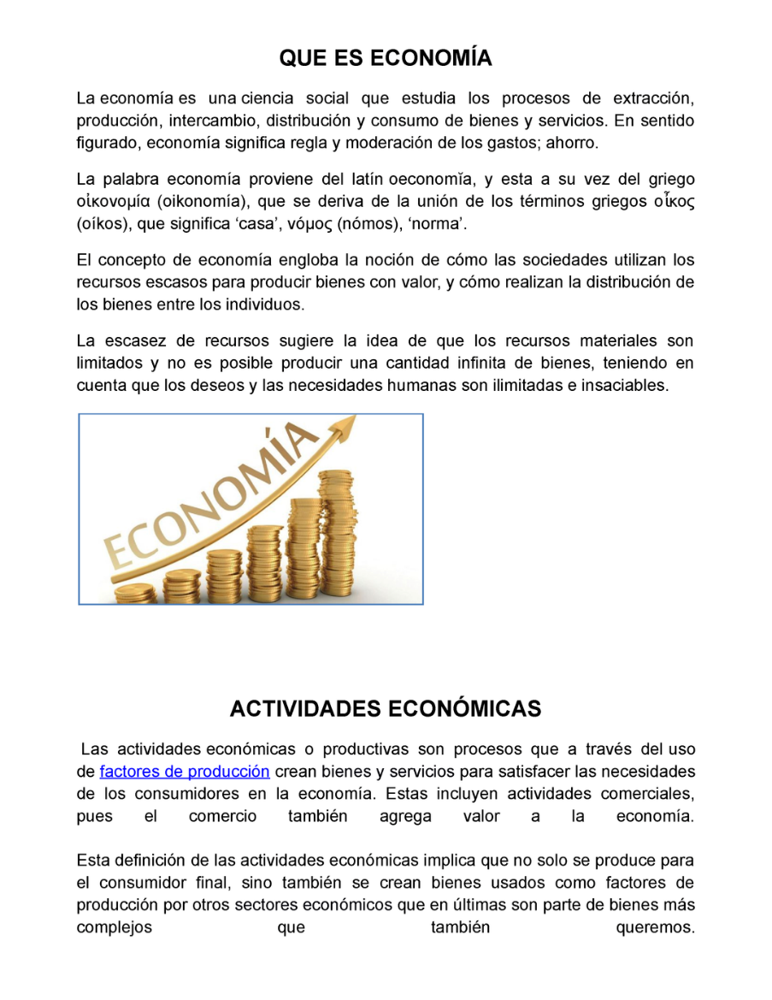 QUE ES ECONOMÍA
La economía es una ciencia social que estudia los procesos de extracción,
producción, intercambio, distribución y consumo de bienes y servicios. En sentido
figurado, economía significa regla y moderación de los gastos; ahorro.
La palabra economía proviene del latín oeconomĭa, y esta a su vez del griego
οἰκονομία (oikonomía), que se deriva de la unión de los términos griegos οἶκος
(oíkos), que significa ‘casa’, νόμος (nómos), ‘norma’.
El concepto de economía engloba la noción de cómo las sociedades utilizan los
recursos escasos para producir bienes con valor, y cómo realizan la distribución de
los bienes entre los individuos.
La escasez de recursos sugiere la idea de que los recursos materiales son
limitados y no es posible producir una cantidad infinita de bienes, teniendo en
cuenta que los deseos y las necesidades humanas son ilimitadas e insaciables.
ECONOMÍA
ACTIVIDADES ECONÓMICAS
Las actividades económicas o productivas son procesos que a través del uso
de factores de producción crean bienes y servicios para satisfacer las necesidades
de los consumidores en la economía. Estas incluyen actividades comerciales,
pues el comercio también agrega valor a la economía.
Esta definición de las actividades económicas implica que no solo se produce para
el consumidor final, sino también se crean bienes usados como factores de
producción por otros sectores económicos que en últimas son parte de bienes más
complejos que también queremos.